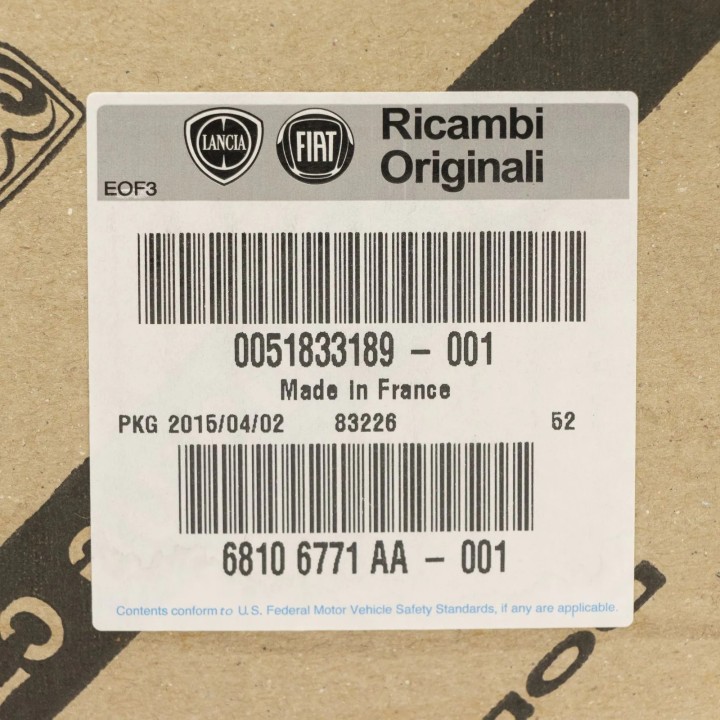 LANCIA FIAT Ricambi
Originali
EOF3
0051833189 - 001
Made in France
PKG 2015/04/02 83226 52
6810 6771 AA - 001
Contents conform to U.S. Federal Motor Vehicle Safety Standards, if any are applicable.